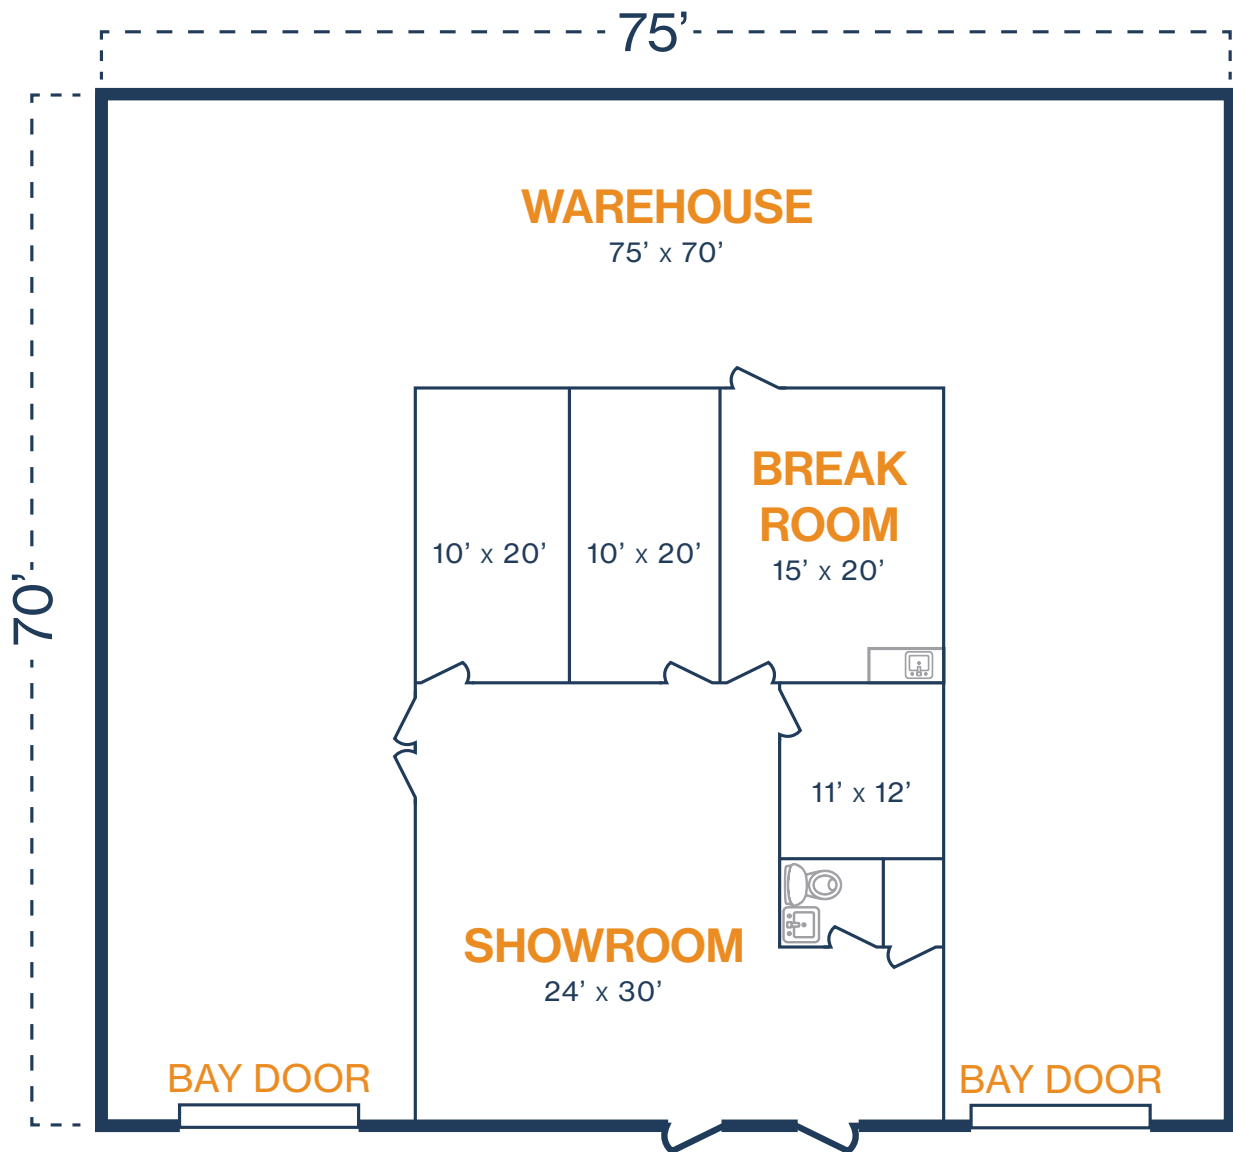 75’
WAREHOUSE
75’ x 70’
70’
BREAK
ROOM
15’ x 20’
10’ x 20’
10’ x 20’
11’ x 12’
SHOWROOM
24’ x 30’
BAY DOOR
BAY DOOR